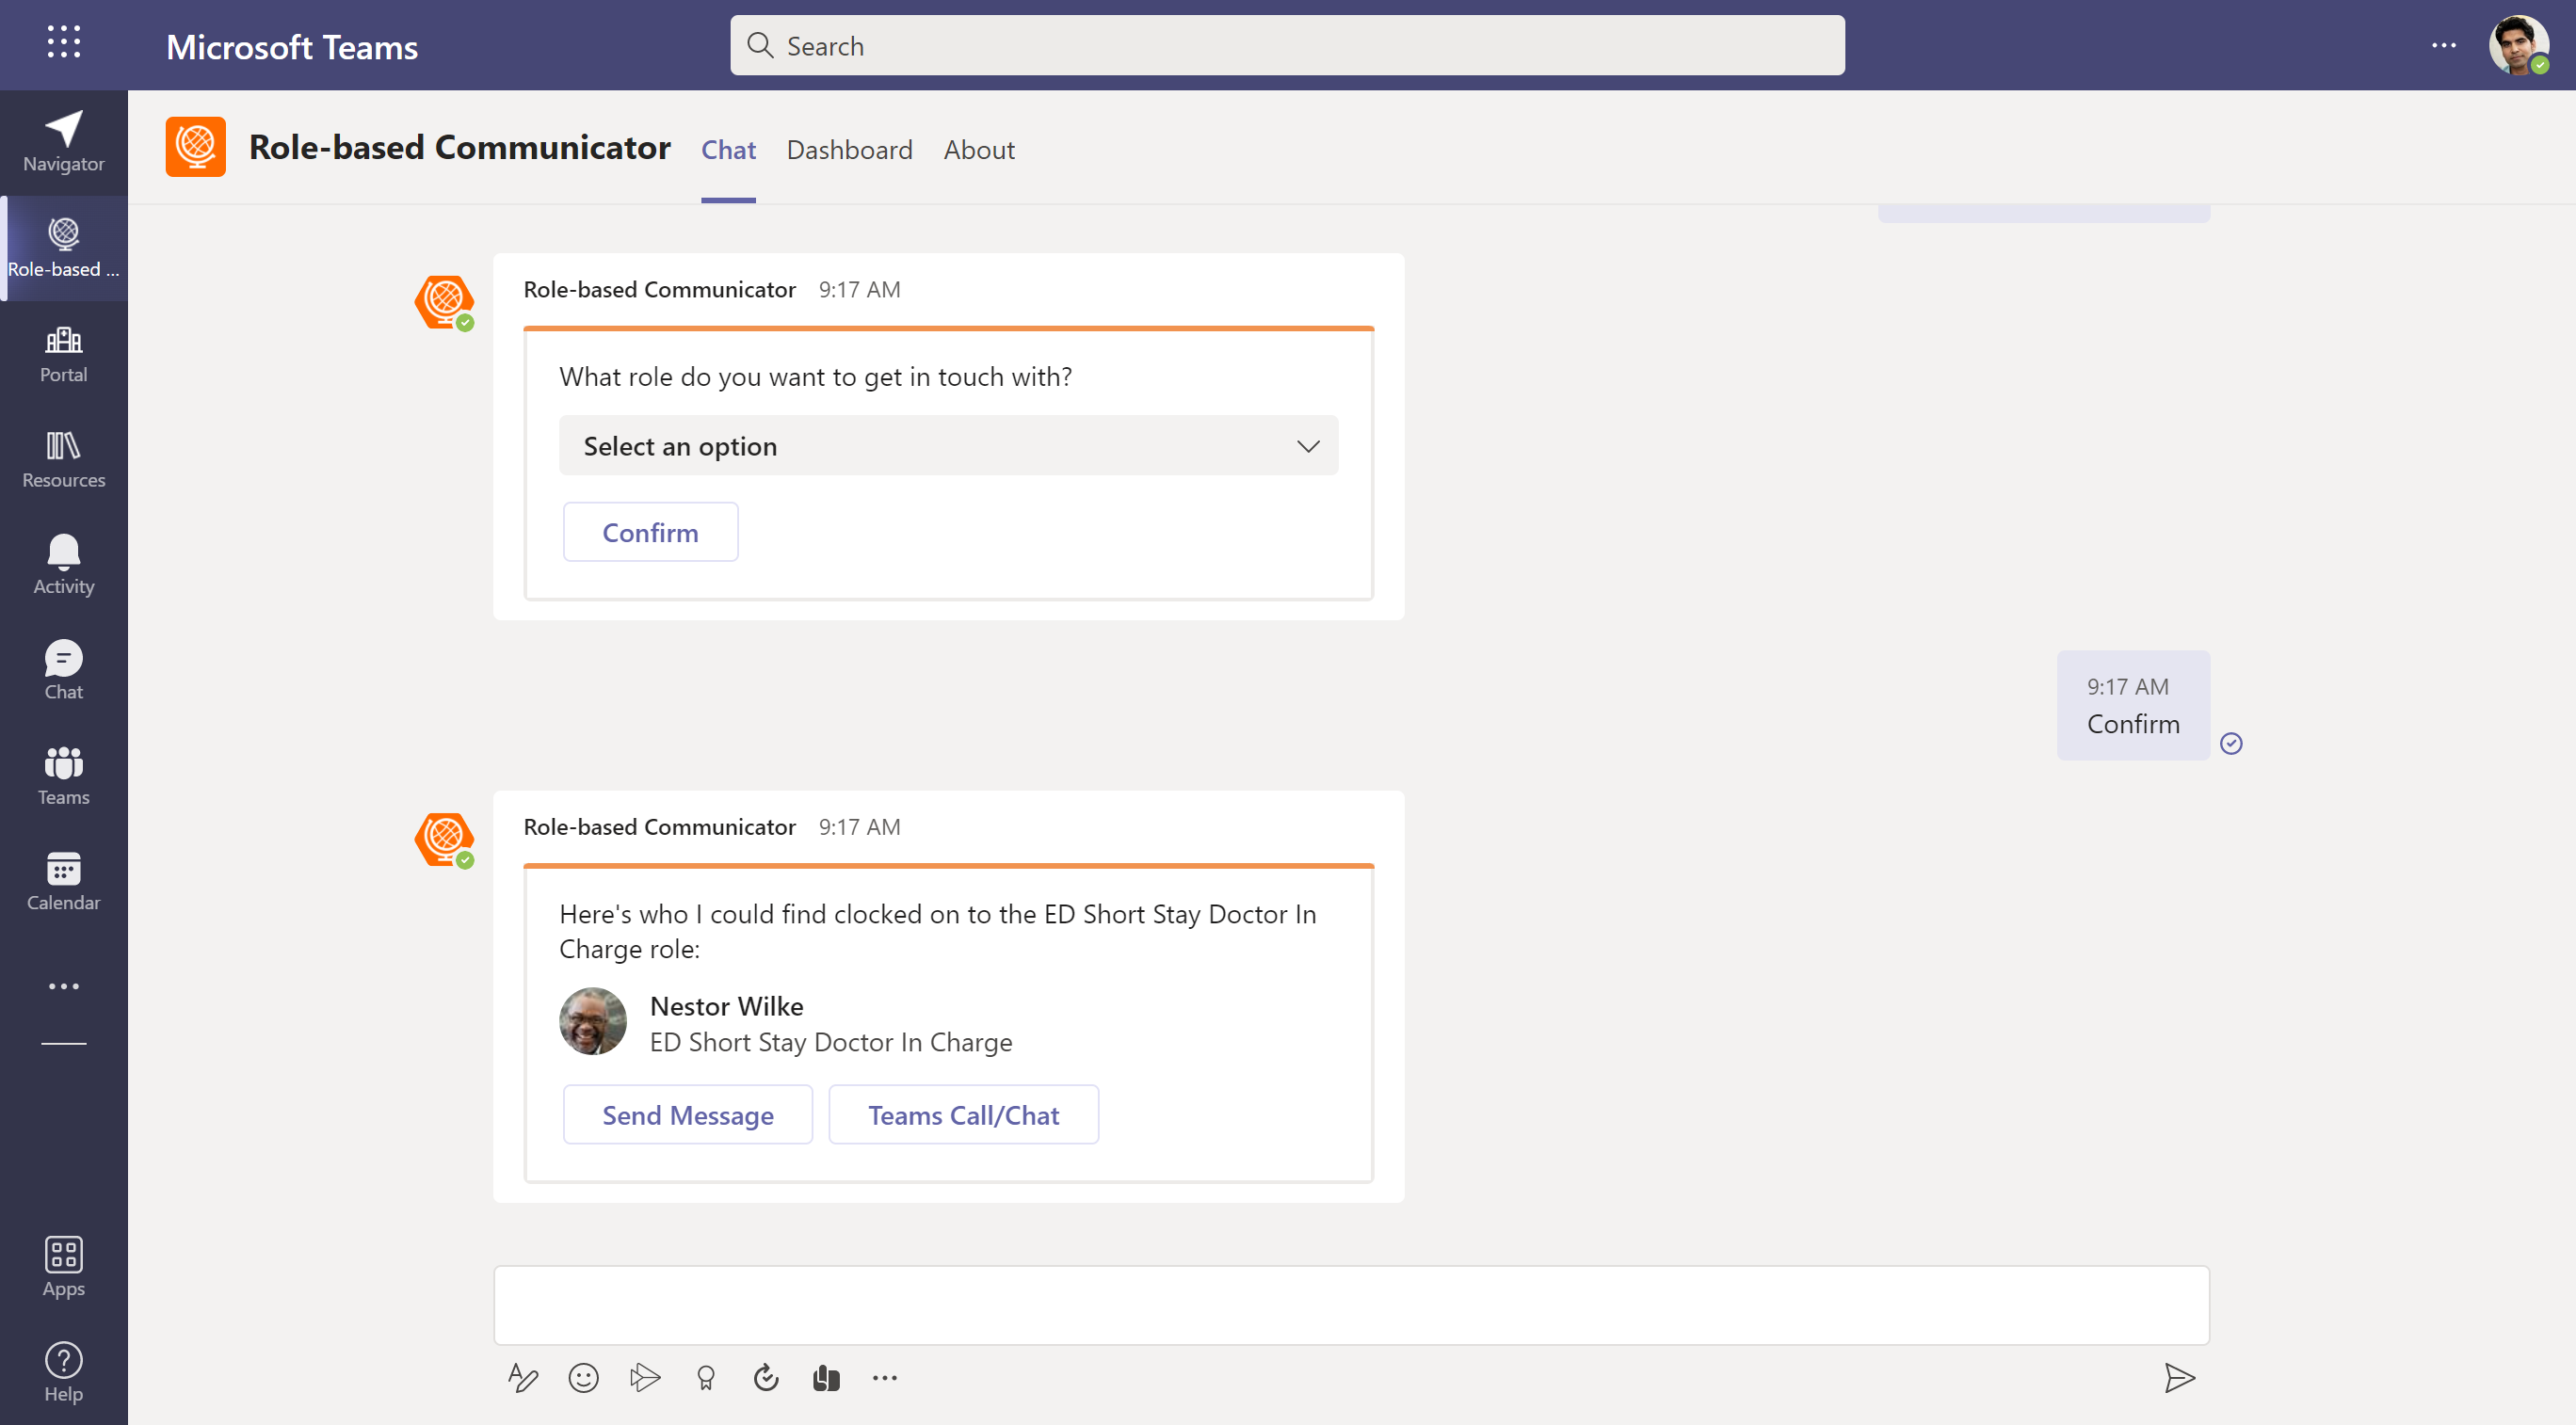 Microsoft Teams
Search
Navigator
Role-based ...
Portal
Resources
Activity
Chat
Teams
Calendar
Apps
Help
Role-based Communicator
Chat
Dashboard
About
Role-based Communicator 9:17 AM
What role do you want to get in touch with?
Select an option
Confirm
9:17 AM
Confirm
Role-based Communicator 9:17 AM
Here's who I could find clocked on to the ED Short Stay Doctor In
Charge role:
Nestor Wilke
ED Short Stay Doctor In Charge
Send Message
Teams Call/Chat